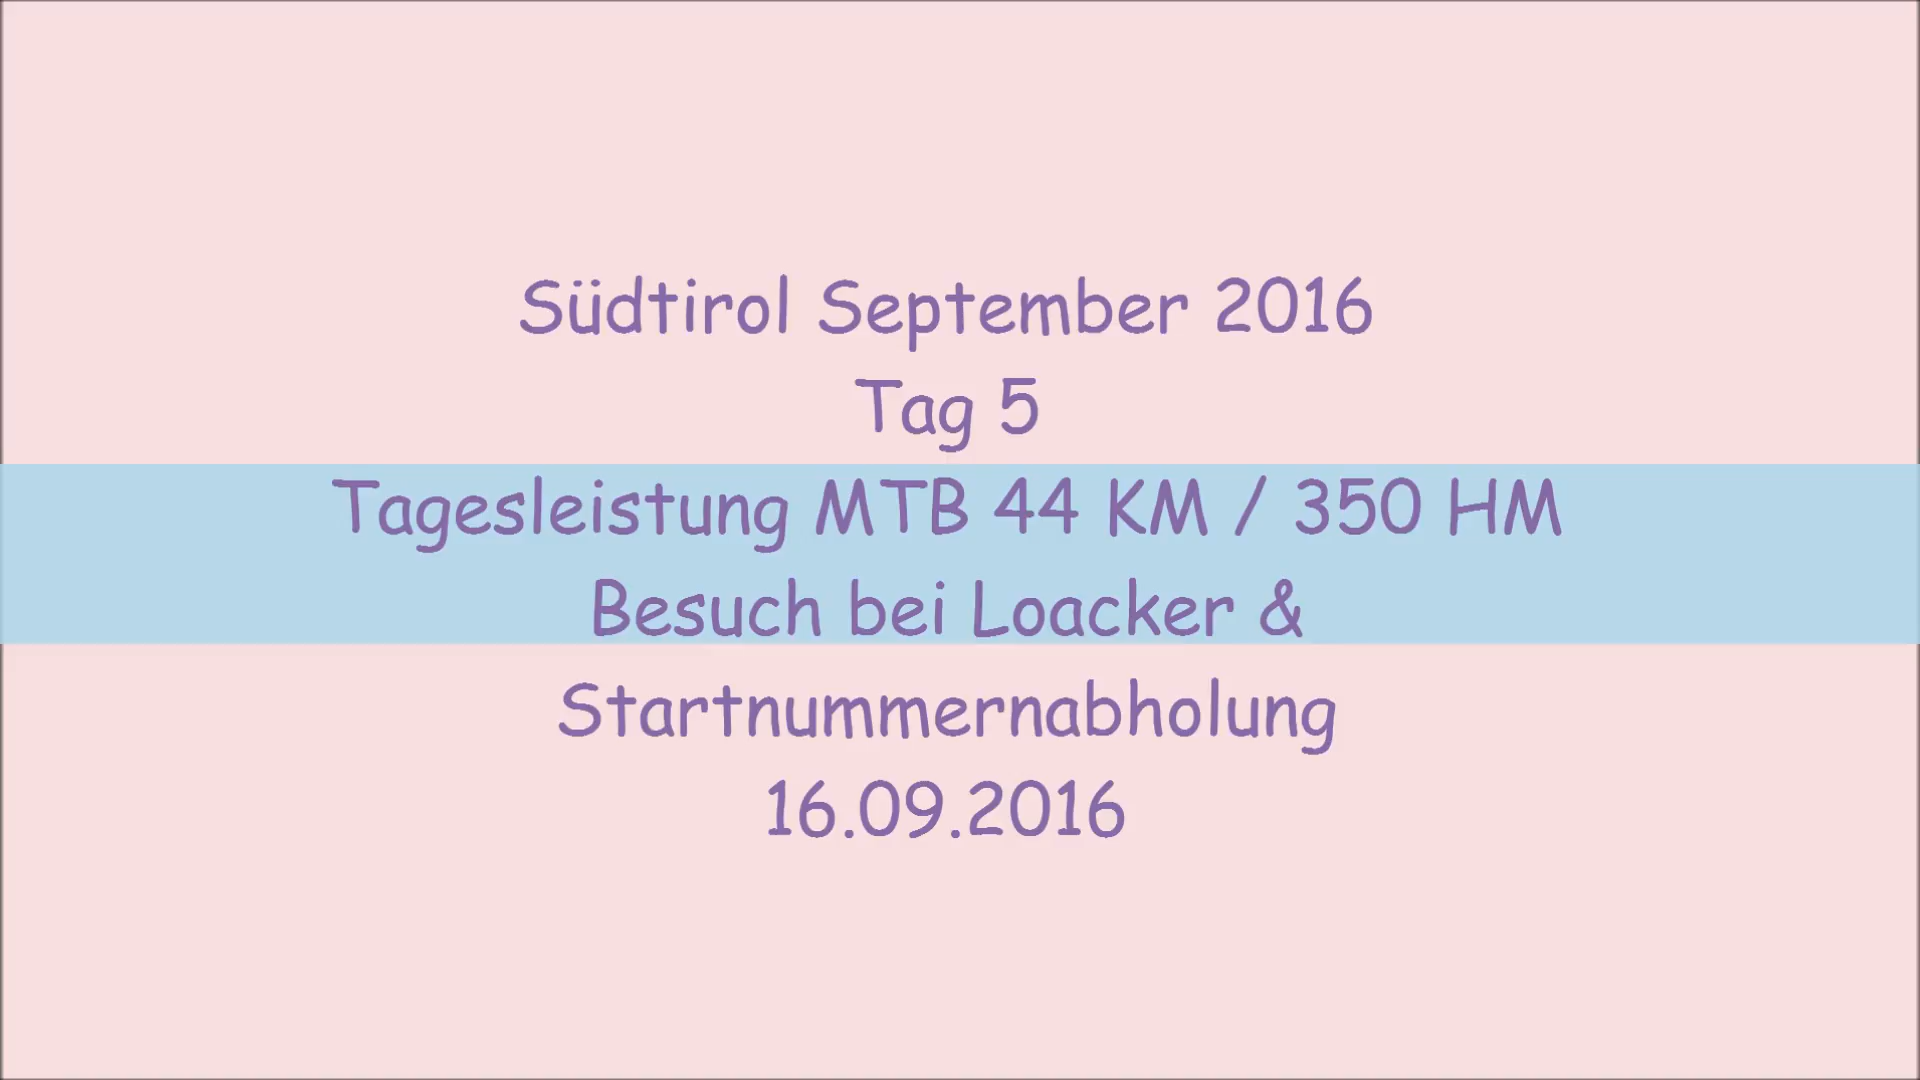 Südtirol September 2016
Tag 5
Tagesleistung MTB 44 KM / 350 HM
Besuch bei Loacker &
Startnummernabholung
16.09.2016